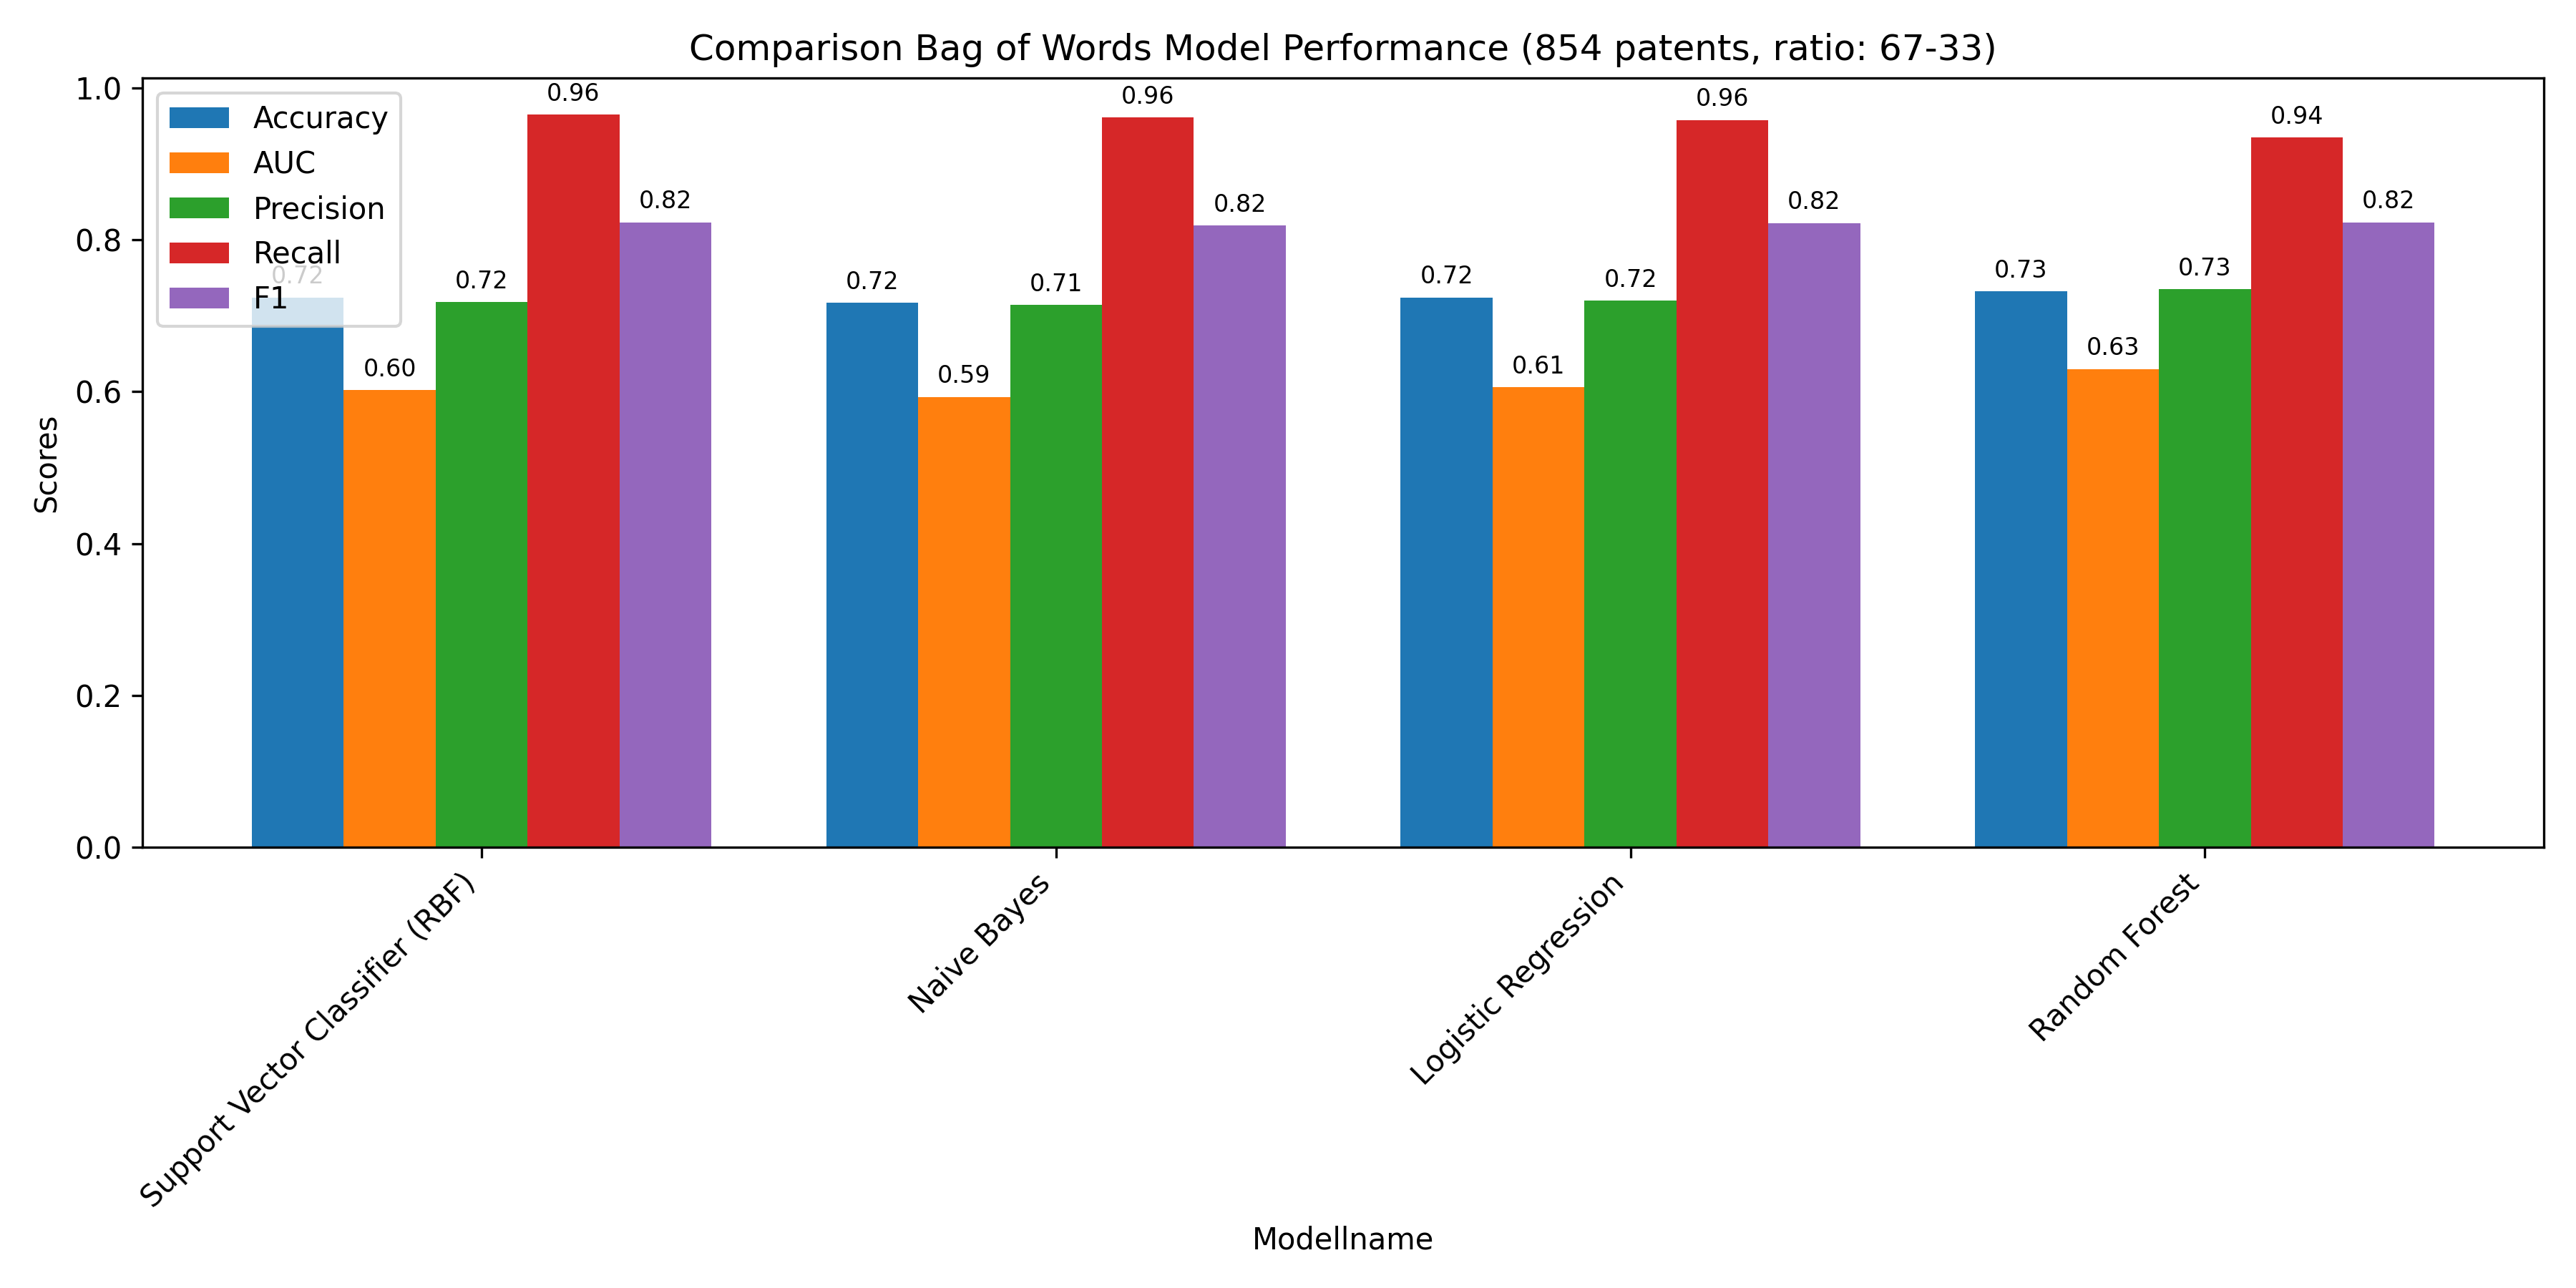 Comparison Bag of Words Model Performance (854 patents, ratio: 67-33)
Accuracy
AUC
Precision
Recall
F1
1.0
0.8
0.6
0.4
0.2
0.0
Scores
0.72
0.60
0.72
0.96
0.82
0.72
0.59
0.71
0.96
0.82
0.72
0.61
0.72
0.96
0.82
0.73
0.63
0.73
0.94
0.82
Support Vector Classifier (RBF)
Naive Bayes
Logistic Regression
Random Forest
Modellname